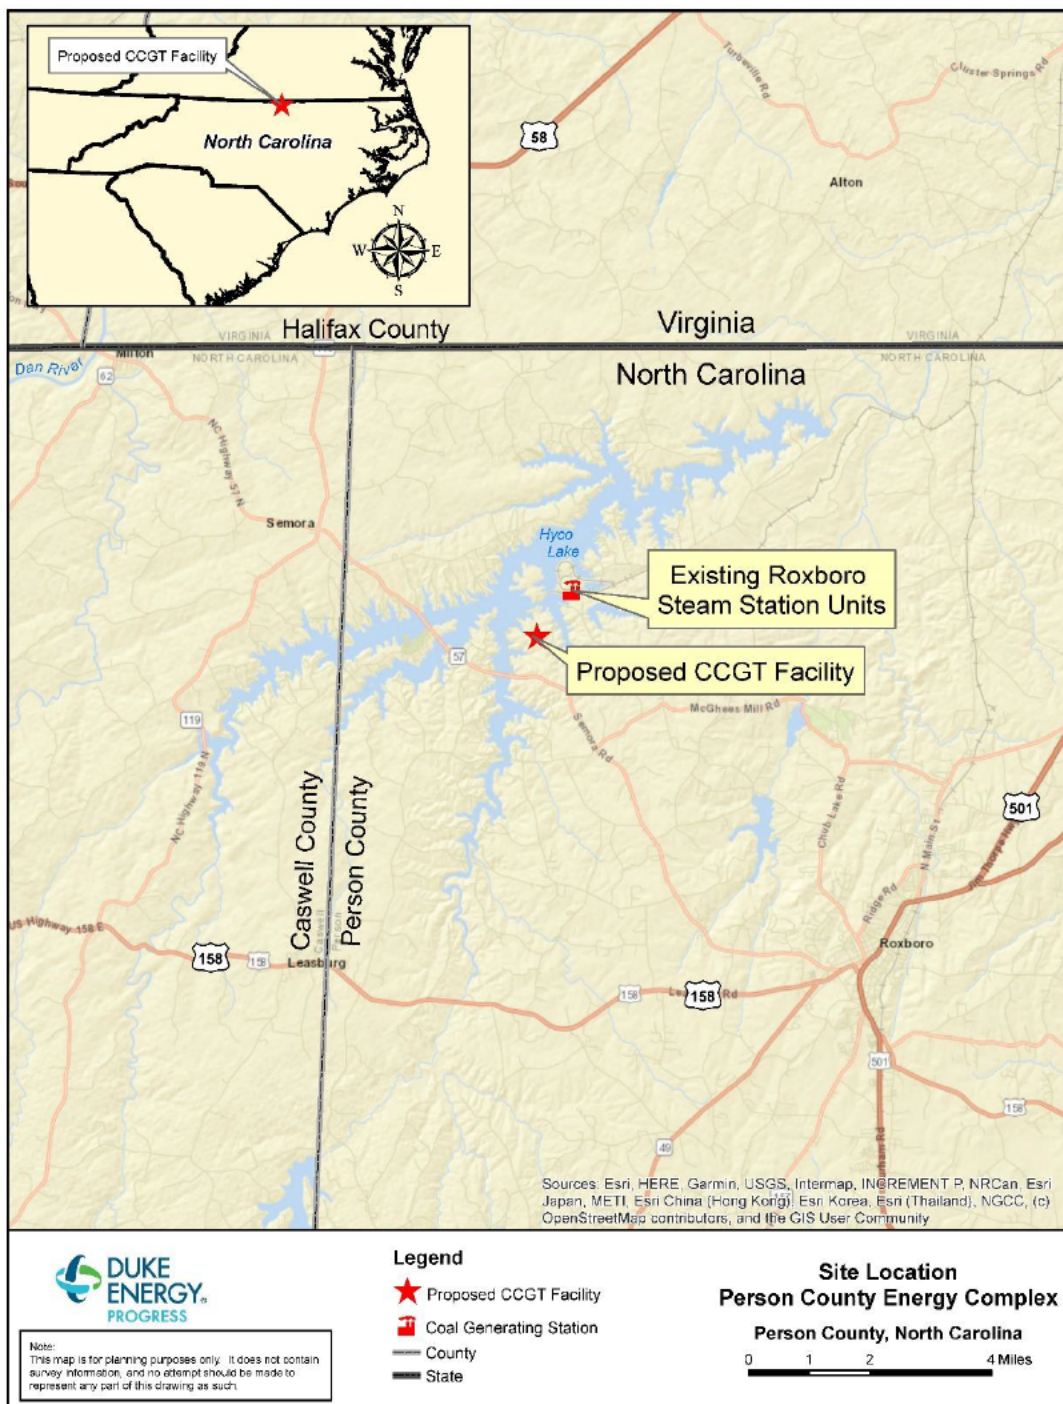 Proposed CCGT Facility
North Carolina
N
W
E
S
58
Turbeville Rd
Cluster Springs Rd
Alton
Halifax County
Virginia
VIRGINIA
NORTH CAROLINA
VIRGINIA
NORTH CAROLINA
North Carolina
Milton
Dan River
62
NC Highway 57 N
Semora
Hyco
Lake
Existing Roxboro
Steam Station Units
Proposed CCGT Facility
57
119
NC Highway 119 N
Semora Rd
McGhees Mill Rd
Chub Lake Rd
N Main St
501
Ridge Rd
Roxboro
Caswell County
Person County
Caswell
Person
US Highway 158 E
158
158
Leasburg
158
158
Rd
501
158
49
Durham Rd
Sources: Esri, HERE, Garmin, USGS, Intermap, INCREMENT P, NRCan, Esri
Japan, METI, Esri China (Hong Kong), Esri Korea, Esri (Thailand), NGCC, (c)
OpenStreetMap contributors, and the GIS User Community
DUKE
ENERGY®
PROGRESS
Note:
This map is for planning purposes only. It does not contain
survey information, and no attempt should be made to
represent any part of this drawing as such.
Legend
Proposed CCGT Facility
Coal Generating Station
County
State
Site Location
Person County Energy Complex
Person County, North Carolina
0 1 2 4 Miles